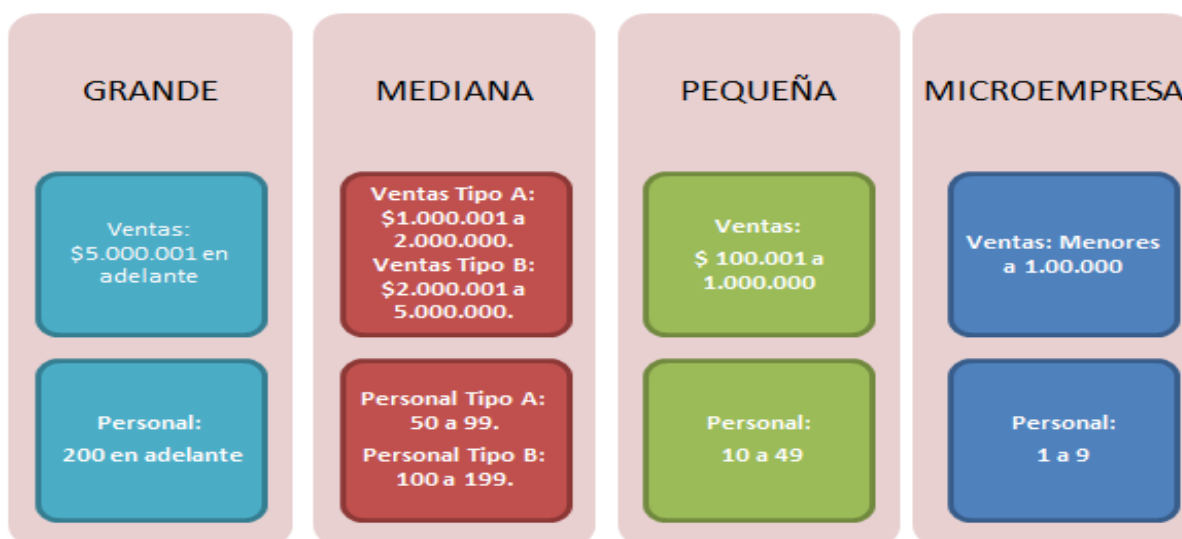 GRANDE
Ventas:
$5.000.001 en
adelante
Personal:
200 en adelante
MEDIANA
Ventas Tipo A:
$1.000.001 a
2.000.000.
Ventas Tipo B:
$2.000.001 a
5.000.000.
Personal Tipo A:
50 a 99.
Personal Tipo B:
100 a 199.
PEQUEÑA
Ventas:
$ 100.001 a
1.000.000
Personal:
10 a 49
MICROEMPRESA
Ventas: Menores
a 1.00.000
Personal:
1 a 9